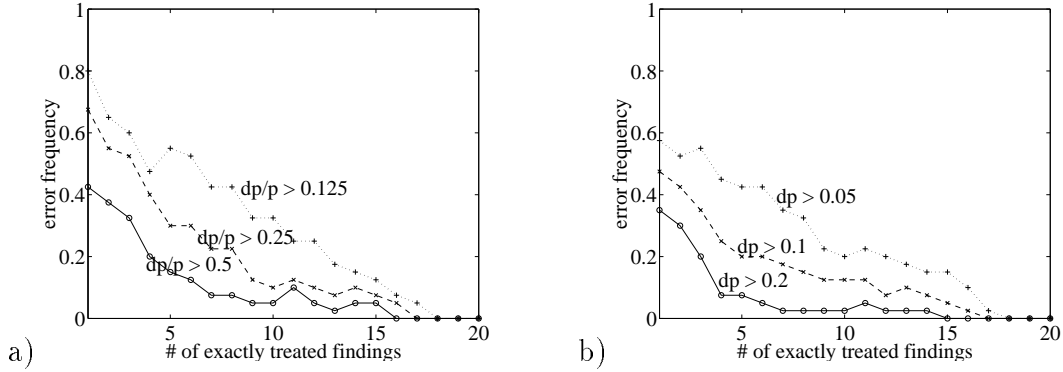 1
0.8
0.6
0.4
0.2
0
error frequency
dp/p > 0.125
dp/p > 0.25
dp/p > 0.5
5
10
15
20
# of exactly treated findings
a)
1
0.8
0.6
0.4
0.2
0
error frequency
dp > 0.05
dp > 0.1
dp > 0.2
5
10
15
20
# of exactly treated findings
b)